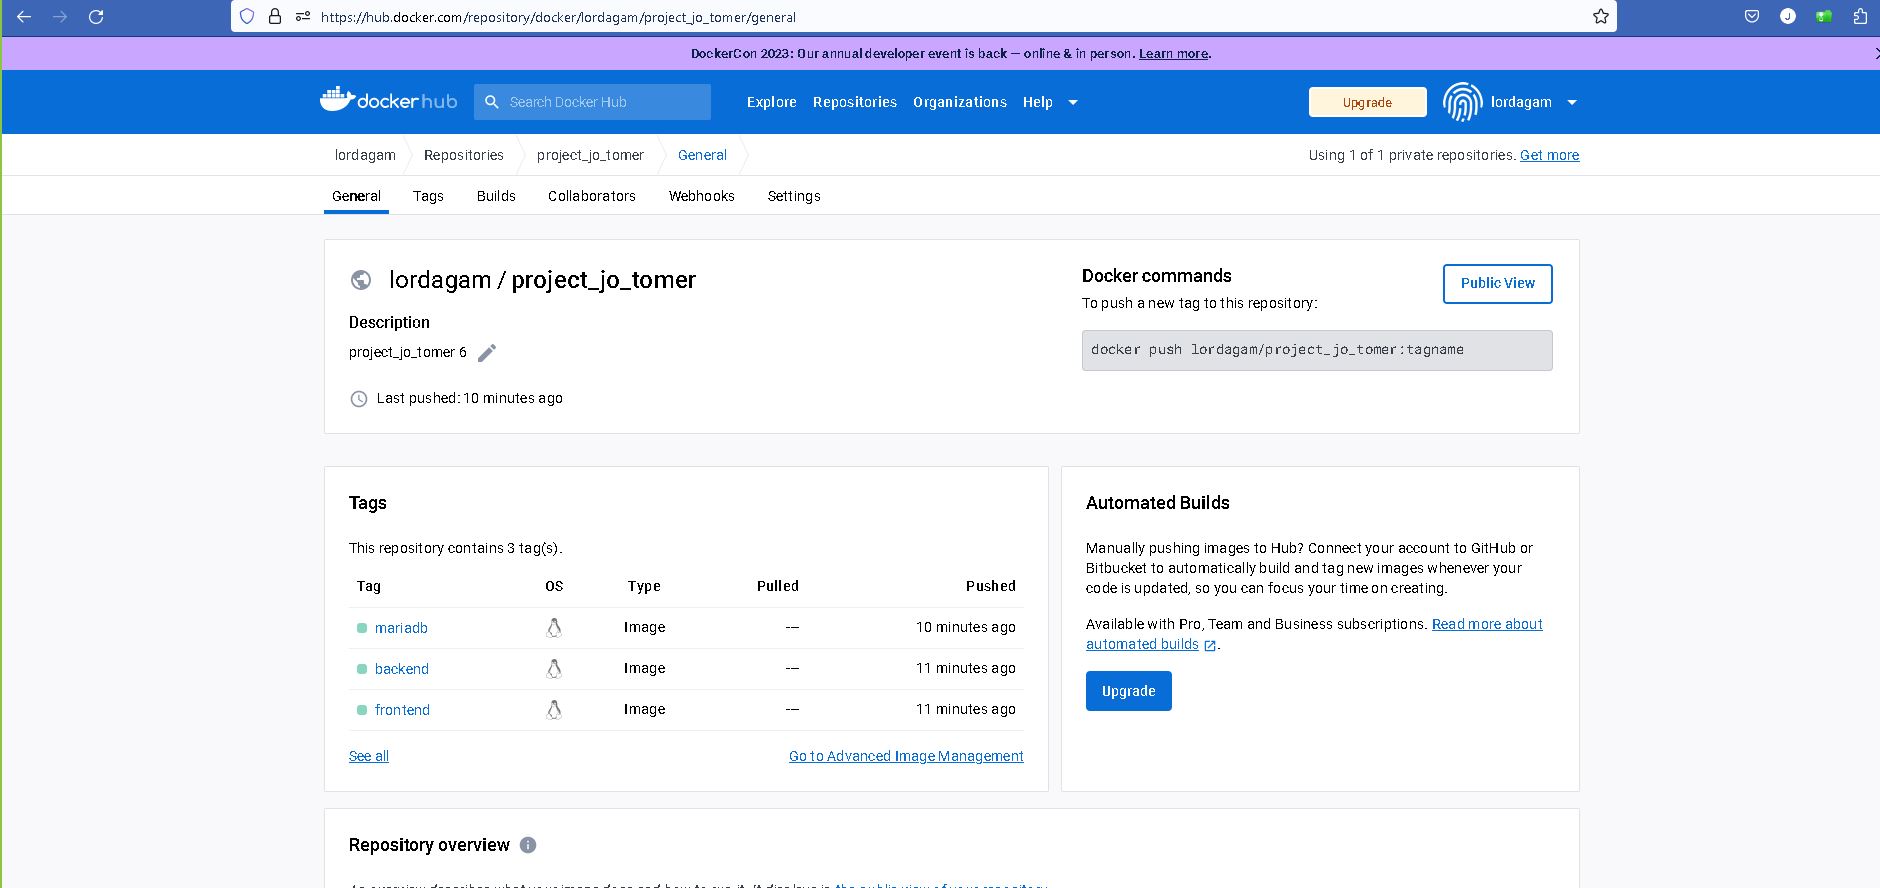 https://hub.docker.com/repository/docker/lordagam/project_jo_tomer/general
J
DockerCon 2023: Our annual developer event is back — online & in person. Learn more.
dockerhub
Search Docker Hub
Explore Repositories Organizations Help
Upgrade
lordagam
lordagam Repositories project_jo_tomer General
Using 1 of 1 private repositories. Get more
General Tags Builds Collaborators Webhooks Settings
lordagam / project_jo_tomer
Description
project_jo_tomer 6
Last pushed: 10 minutes ago
Docker commands
To push a new tag to this repository:
Public View
docker push lordagam/project_jo_tomer:tagname
Tags
This repository contains 3 tag(s).
Tag OS Type Pulled Pushed
mariadb Image --- 10 minutes ago
backend Image --- 11 minutes ago
frontend Image --- 11 minutes ago
See all Go to Advanced Image Management
Automated Builds
Manually pushing images to Hub? Connect your account to GitHub or
Bitbucket to automatically build and tag new images whenever your
code is updated, so you can focus your time on creating.
Available with Pro, Team and Business subscriptions. Read more about
automated builds .
Upgrade
Repository overview